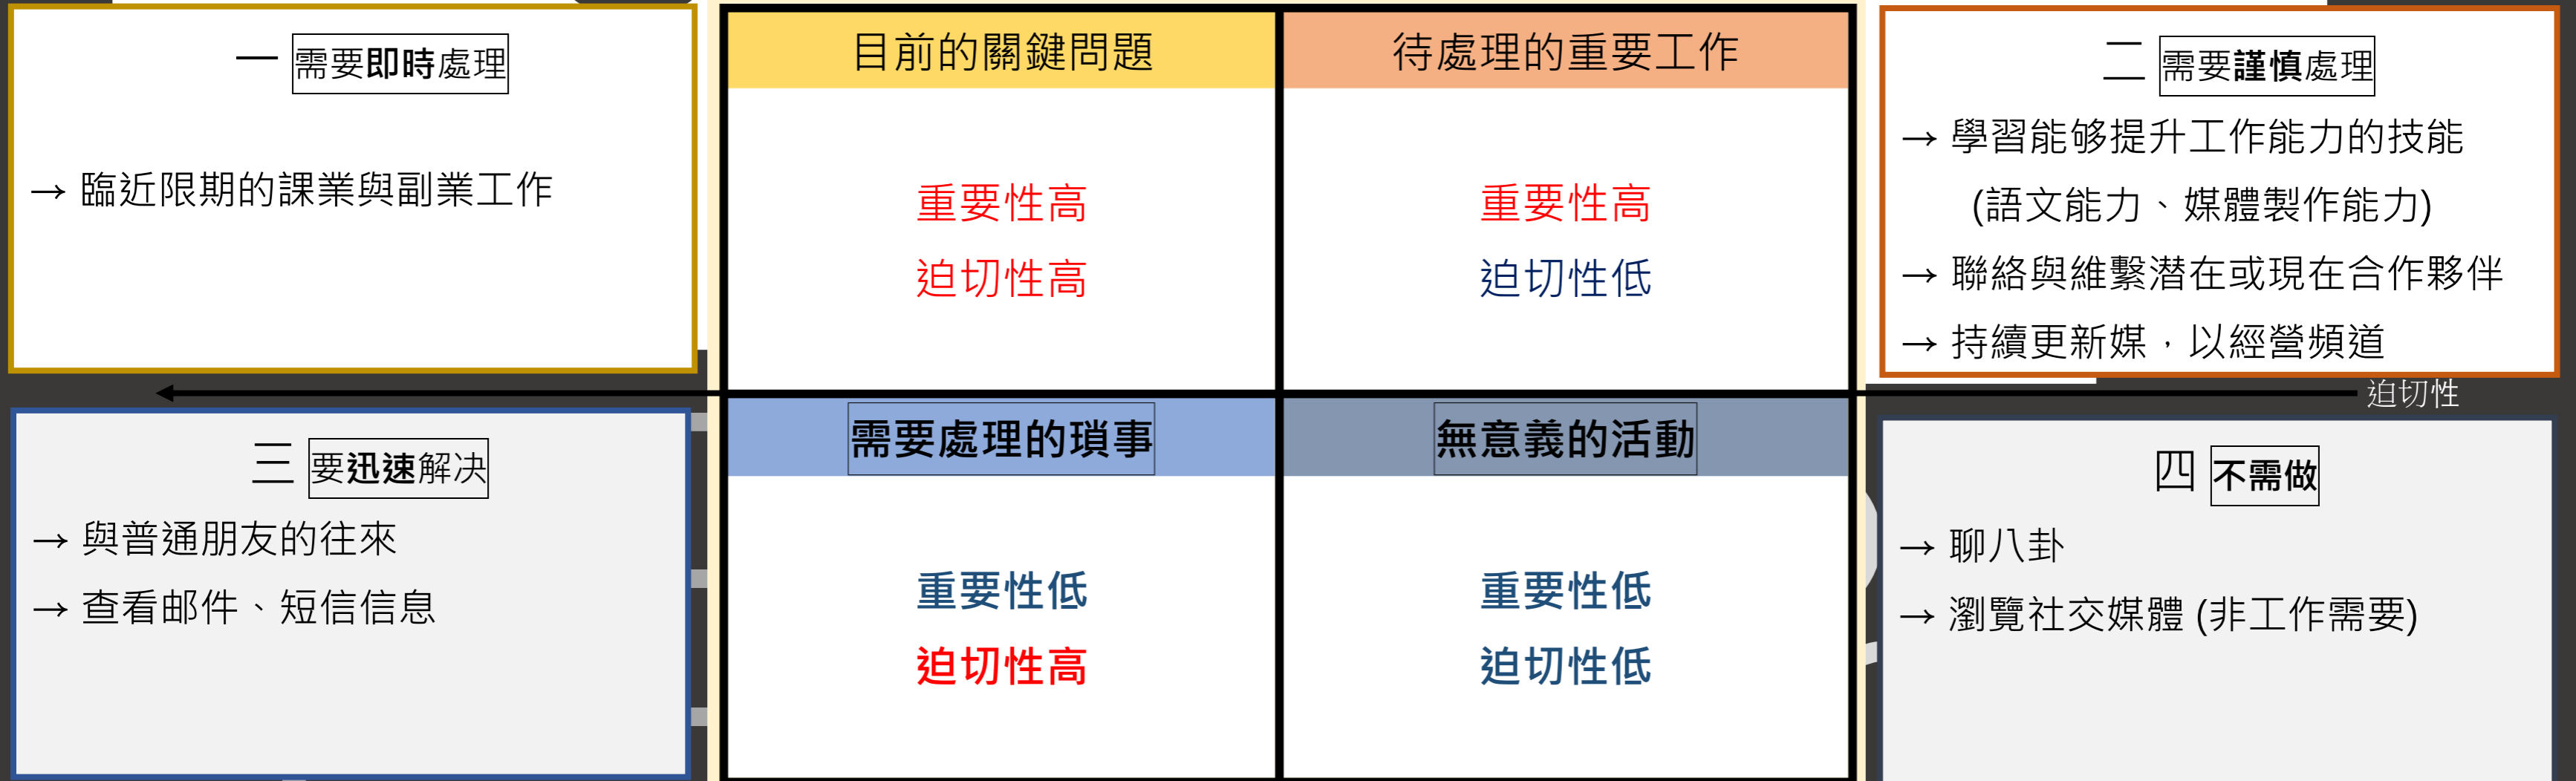 一 需要即時處理
→ 臨近限期的課業與副業工作
目前的關鍵問題
重要性高
迫切性高
待處理的重要工作
重要性高
迫切性低
二 需要謹慎處理
→ 學習能够提升工作能力的技能
(語文能力、媒體製作能力)
→ 聯絡與維繫潜在或現在合作夥伴
→ 持續更新媒，以經營頻道
迫切性
三 要迅速解决
→ 與普通朋友的往來
→ 查看邮件、短信信息
需要處理的瑣事
重要性低
迫切性高
無意義的活動
重要性低
迫切性低
四 不需做
→ 聊八卦
→ 瀏覽社交媒體 (非工作需要)